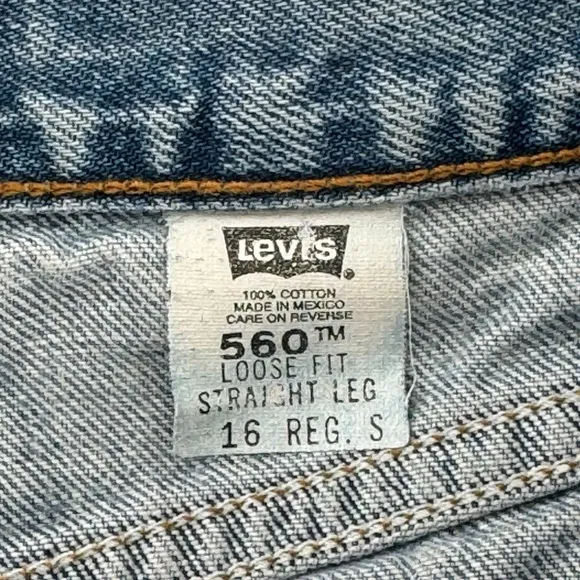 Levi's
®
100% COTTON
MADE IN MEXICO
CARE ON REVERSE
560™
LOOSE FIT
STRAIGHT LEG
16 REG. S